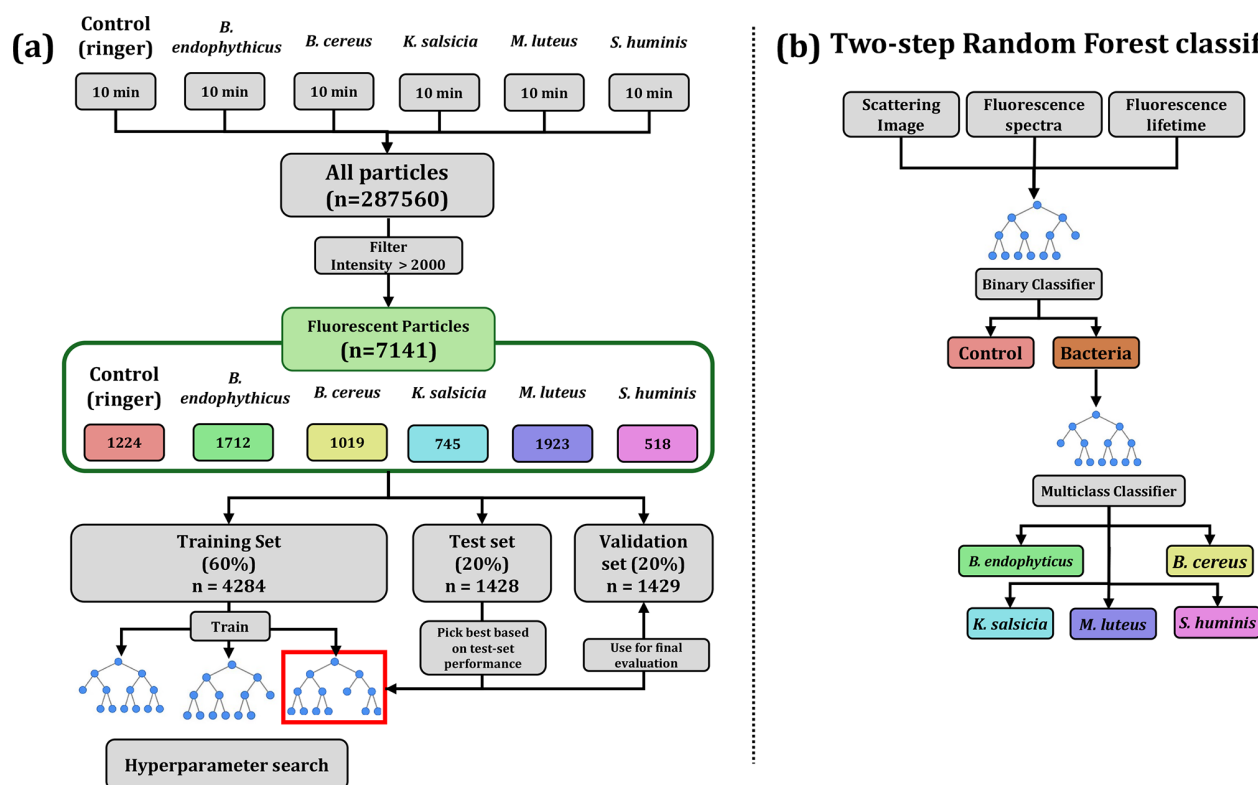 (a)
Control
(ringer)
B.
endophythicus
B. cereus
K. salsicia
M. luteus
S. huminis
10 min
10 min
10 min
10 min
10 min
10 min
All particles
(n=287560)
Filter
Intensity > 2000
Fluorescent Particles
(n=7141)
Control
(ringer)
B.
endophythicus
B. cereus
K. salsicia
M. luteus
S. huminis
1224
1712
1019
745
1923
518
Training Set
(60%)
n = 4284
Test set
(20%)
n = 1428
Validation
set (20%)
n = 1429
Train
Pick best based
on test-set
performance
Use for final
evaluation
Hyperparameter search
(b) Two-step Random Forest classif
Scattering
Image
Fluorescence
spectra
Fluorescence
lifetime
Binary Classifier
Control
Bacteria
Multiclass Classifier
B. endophyticus
B. cereus
K. salsicia
M. luteus
S. huminis